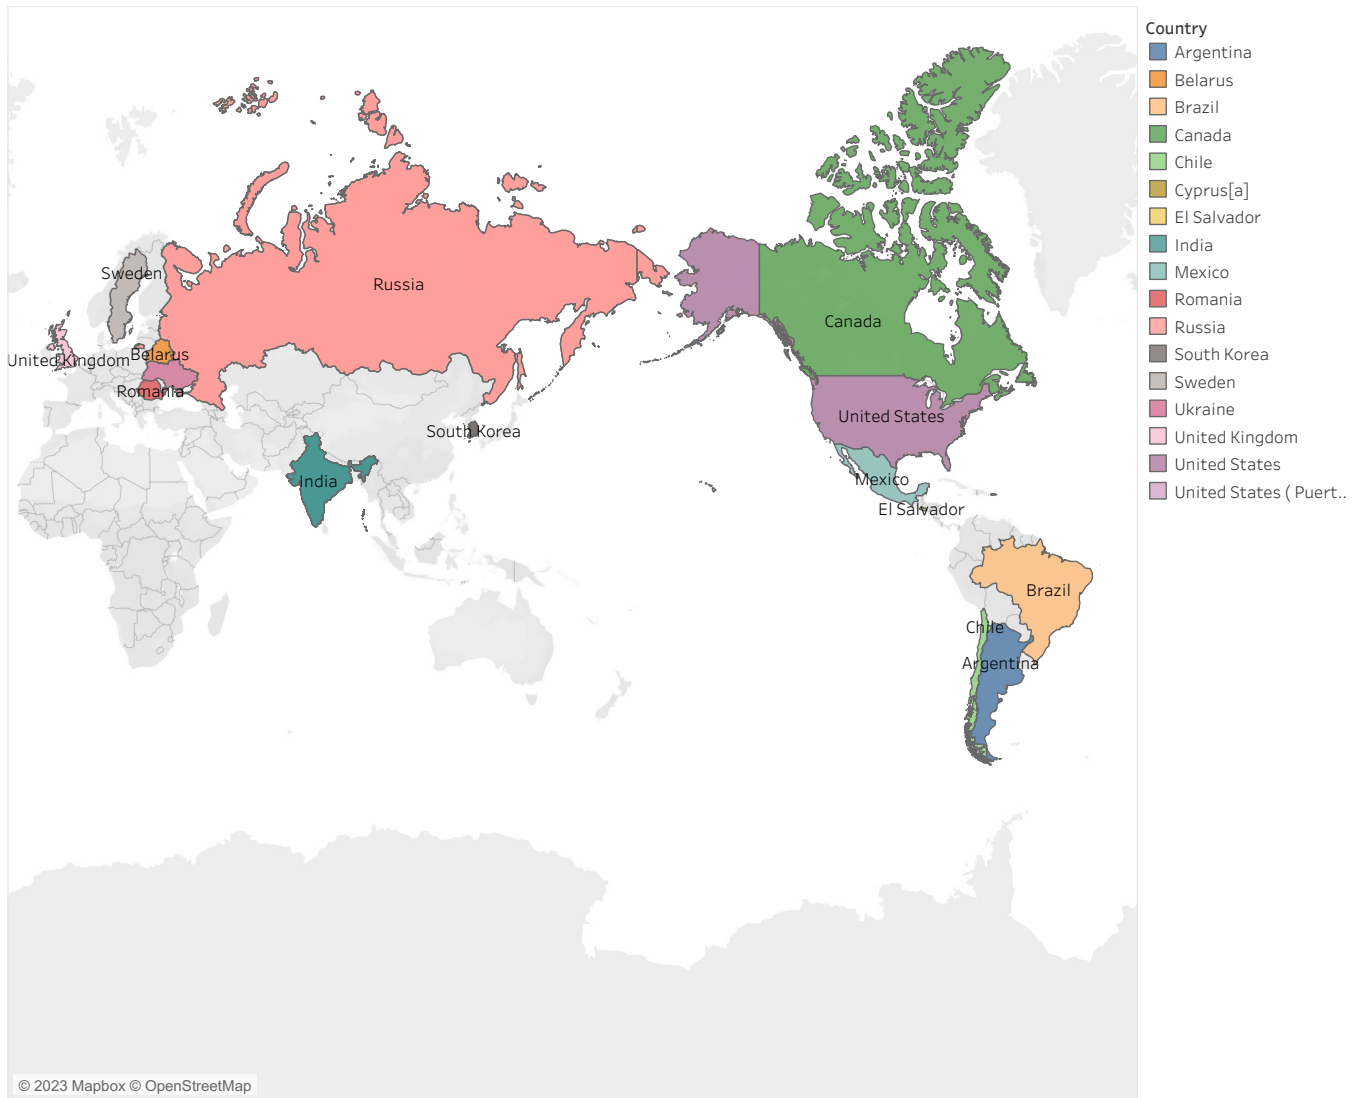 Country
Argentina
Belarus
Brazil
Canada
Chile
Cyprus[a]
El Salvador
India
Mexico
Romania
Russia
South Korea
Sweden
Ukraine
United Kingdom
United States
United States ( Puert..
Sweden
Russia
Canada
United Kingdom
Belarus
Romania
United States
South Korea
India
Mexico
El Salvador
Brazil
Chile
Argentina
© 2023 Mapbox © OpenStreetMap